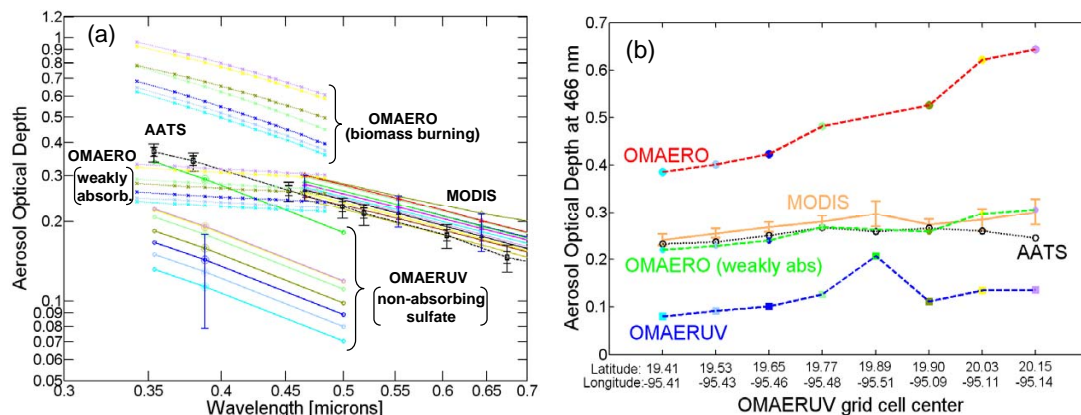 (a)
1.2
1
0.9
0.8
0.7
0.6
0.5
0.4
0.3
0.2
0.1
0.09
0.08
0.07
0.06
0.05
Aerosol Optical Depth
AATS
OMAERO
(biomass burning)
OMAERO
weakly
absorb
MODIS
OMAERUV
non-absorbing
sulfate
0.3
0.35
0.4
0.45
0.5
0.55
0.6
0.7
Wavelength [microns]
(b)
0.7
0.6
0.5
0.4
0.3
0.2
0.1
0
Aerosol Optical Depth at 466 nm
OMAERO
MODIS
AATS
OMAERO (weakly abs)
OMAERUV
Latitude: 19.41 19.53 19.65 19.77 19.89 19.90 20.03 20.15
Longitude: -95.41 -95.43 -95.46 -95.48 -95.51 -95.09 -95.11 -95.14
OMAERUV grid cell center